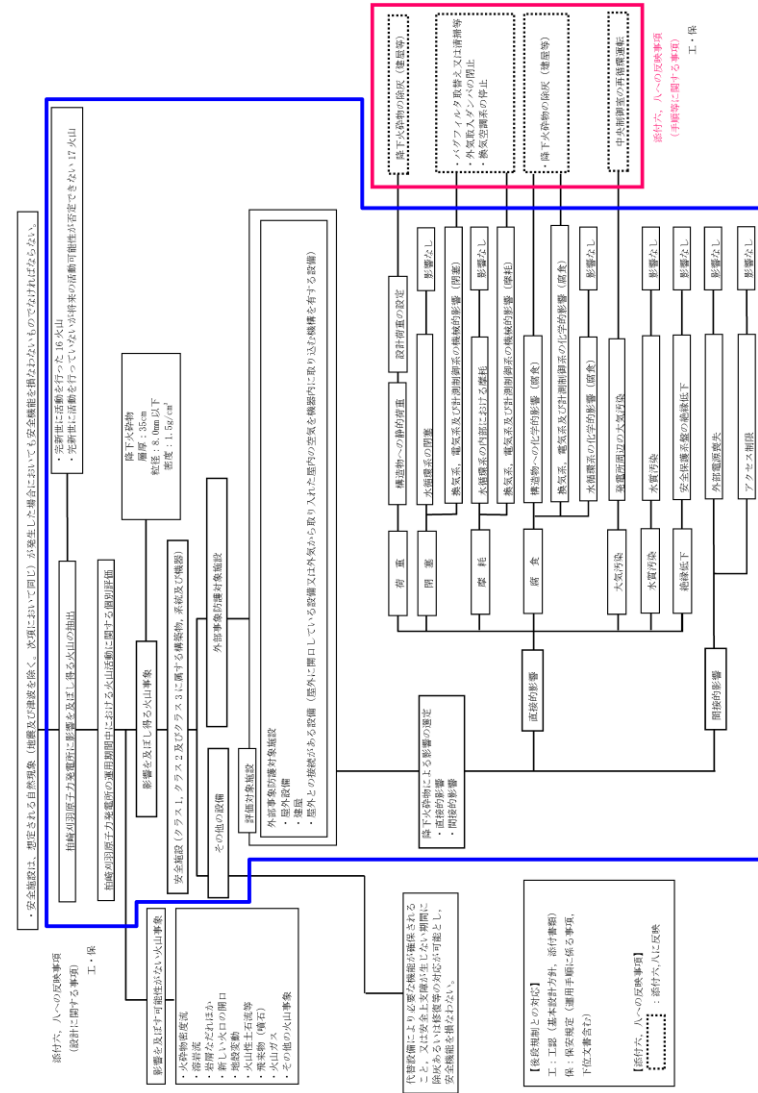 ・安全施設は、想定される自然現象（地震及び津波を除く。次項において同じ）が発生した場合においても安全機能を損なわないものでなければならない。
添付六、八への反映事項
（設計に関する事項）
工・保
柏崎刈羽原子力発電所に影響を及ぼし得る火山の抽出
・完新世に活動を行った 16 火山
・完新世に活動を行っていないが将来の活動可能性が否定できない 17 火山
柏崎刈羽原子力発電所の運用期間中における火山活動に関する個別評価
影響を及ぼす可能性がない火山事象
・火砕物密度流
・溶岩流
・岩屑なだれほか
・新しい火口の開口
・地殻変動
・火山性土石流等
・飛来物（噴石）
・火山ガス
・その他の火山事象
影響を及ぼし得る火山事象
降下火砕物
層厚：35cm
粒径：8.0mm 以下
密度：1.5g/cm³
安全施設（クラス1，クラス2 及びクラス3 に属する構築物，系統及び機器）
その他の設備
外部事象防護対象施設
代替設備により必要な機能が確保される
こと，又は安全上支障が生じない期間に
除灰あるいは修復等の対応が可能とし，
安全機能を損なわない。
評価対象施設
外部事象防護対象施設
・屋外設備
・建屋
・屋外との接続がある設備（屋外に開口している設備又は外気から取り入れた屋内の空気を機器内に取り込む機構を有する設備）
降下火砕物による影響の選定
・直接的影響
・間接的影響
直接的影響
荷 重
構造物への静的荷重
設計荷重の設定
降下火砕物の除灰（建屋等）
閉 塞
水循環系の閉塞
影響なし
換気系，電気系及び計測制御系の機械的影響（閉塞）
・バグフィルタ取替え又は清掃等
・外気取入ダンパの閉止
・換気空調系の停止
摩 耗
水循環系の内部における摩耗
影響なし
換気系，電気系及び計測制御系の機械的影響（摩耗）
腐 食
構造物への化学的影響（腐食）
・降下火砕物の除灰（建屋等）
換気系，電気系及び計測制御系の化学的影響（腐食）
水循環系の化学的影響（腐食）
影響なし
大気汚染
発電所周辺の大気汚染
中央制御室の再循環運転
水質汚染
水質汚染
影響なし
絶縁低下
安全保護系盤の絶縁低下
影響なし
間接的影響
外部電源喪失
影響なし
アクセス制限
影響なし
添付六、八への反映事項
（手順等に関する事項）
工・保
【後段規制との対応】
工：工認（基本設計方針，添付書類）
保：保安規定（運用手順に係る事項，
下位文書含む）
【添付六、八への反映事項】
：添付六,八に反映